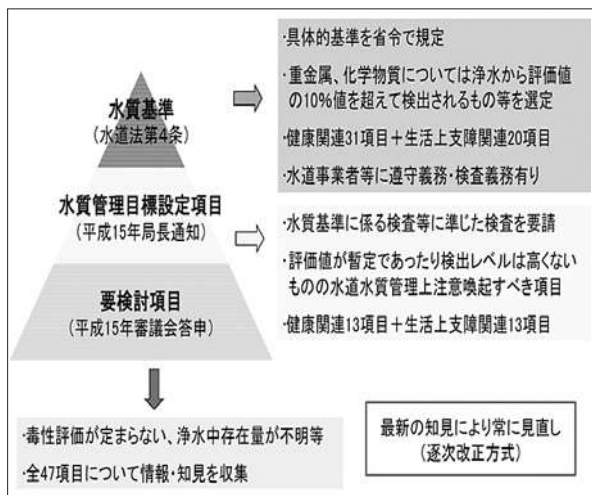 水質基準
(水道法第4条)
・具体的基準を省令で規定
・重金属、化学物質については浄水から評価値
の10%値を超えて検出されるもの等を選定
・健康関連31項目＋生活上支障関連20項目
・水道事業者等に遵守義務・検査義務有り
水質管理目標設定項目
(平成15年局長通知)
・水質基準に係る検査等に準じた検査を要請
・評価値が暫定であったり検出レベルは高くない
ものの水道水質管理上注意喚起すべき項目
・健康関連13項目＋生活上支障関連13項目
要検討項目
(平成15年審議会答申)
・毒性評価が定まらない、浄水中存在量が不明等
・全47項目について情報・知見を収集
最新の知見により常に見直し
(逐次改正方式)